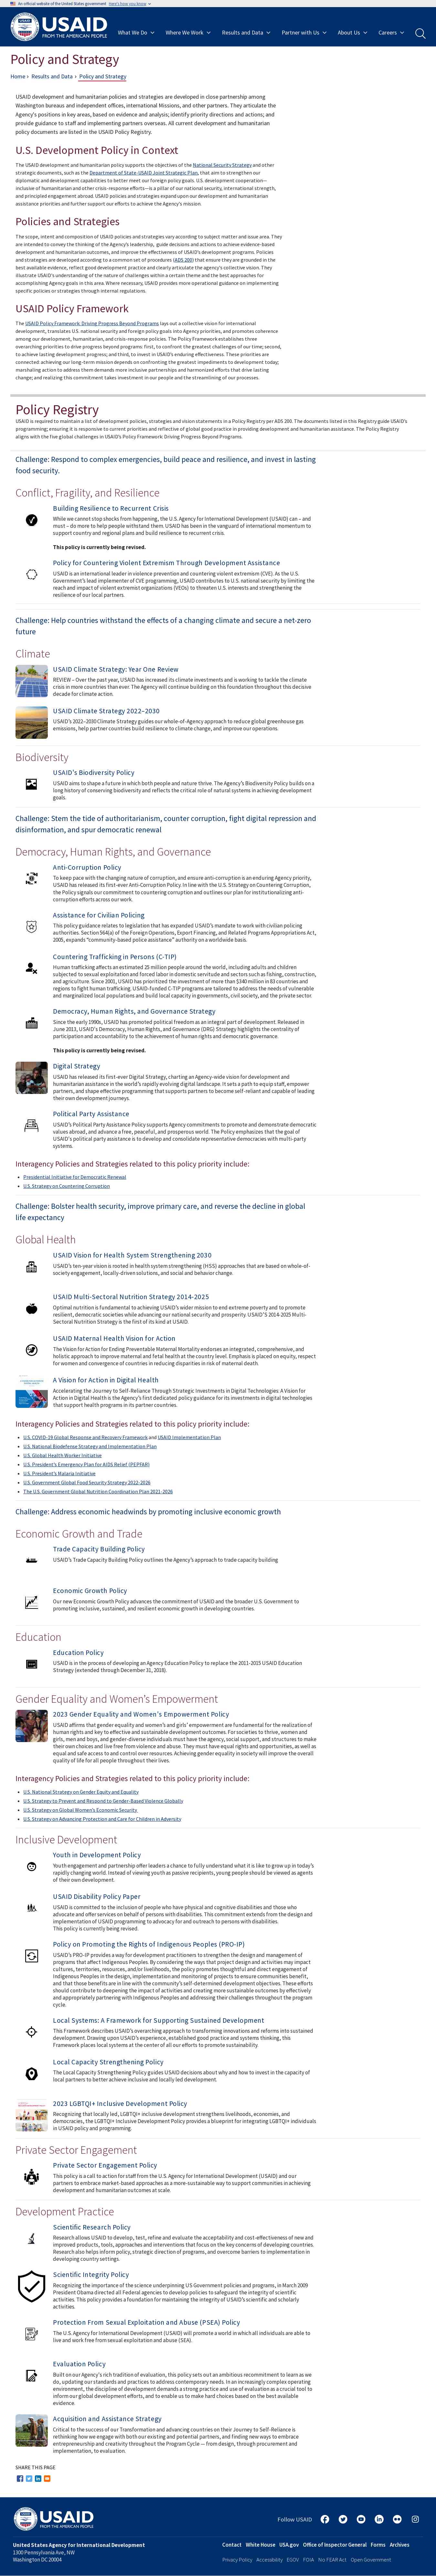 An official website of the United States government Here's how you know
USAID
FROM THE AMERICAN PEOPLE
What We Do
Where We Work
Results and Data
Partner with Us
About Us
Careers
Policy and Strategy
Home › Results and Data › Policy and Strategy
USAID development and humanitarian policies and strategies are developed in close partnership among
Washington bureaus and independent offices, international Missions, and other partners. They articulate the
Agency's positions in key areas, based on evidence and analysis; identify priority directions and actions; and
provide guidance to staff in designing and conducting partners overseas. All current development and humanitarian
policy documents are listed in the USAID Policy Registry.
U.S. Development Policy in Context
The USAID development and humanitarian policy supports the objectives of the National Security Strategy and other
strategic documents, such as the Department of State-USAID Joint Strategic Plan, that aim to strengthen our
diplomatic and development capabilities to better meet our foreign policy goals. U.S. development cooperation—
inclusive of humanitarian, development, and crisis-response efforts—is a pillar of our national security, foundational strength,
and international engagement. USAID policies and strategies expand upon our development and humanitarian
assistance priorities and further support efforts to achieve the Agency's mission.
Policies and Strategies
The scope, intent and composition of USAID policies and strategies vary according to their subject matter and issue area. They
are intended to convey the thinking of the Agency's leadership, guide decisions and actions to achieve evidence-based
development and humanitarian outcomes, and improve the effectiveness of USAID's development program. USAID Policies
and strategies are developed according to a common set of procedures (ADS 200) that ensure they are grounded in the
best available evidence, reflect good development practice and clearly articulate the agency's corporate vision. They
illustrate USAID's understanding of the unique challenges within a certain theme and the best approaches for
accomplishing Agency goals in this area. Where necessary, USAID provides new operational guidance on implementing
specific policies or strategies through internal regulations.
USAID Policy Framework
The USAID Policy Framework: Driving Progress Beyond Programs lays out a collective vision for international
development, translates U.S. national security and foreign policy goals into Agency priorities, and promote coherence
among our development, humanitarian, and crisis-response policies. The Policy Framework establishes three
overarching priorities to drive progress beyond programs: first, to confront the greatest challenges of our time; second,
to achieve lasting development progress; and third, to invest in USAID's enduring effectiveness. These priorities are
connected across achieving our long-term mission and work depends on confronting the development challenges today,
while adapting to sustain them demands both dynamic inclusive partnerships and harmonized efforts that drive lasting
change; and realizing this commitment takes investment in our people and the streamlining of our processes.
Policy Registry
USAID is required to maintain a list of development policies, strategies and vision statements in a Policy Registry per ADS 200. The documents listed in this Registry guide USAID's
programming, ensuring it is responsive to current priorities and reflective of global good practice in providing development and humanitarian assistance. The Policy Registry
aligns with the five global challenges in USAID's Policy Framework: Driving Progress Beyond Programs.
Challenge: Respond to complex emergencies, build peace and resilience, and invest in lasting
food security.
Conflict, Fragility, and Resilience
Building Resilience to Recurrent Crisis
While we cannot stop shocks from happening, the U.S. Agency for International Development (USAID) can – and
must – do more to help people withstand them. USAID has been in the vanguard of international momentum to
support country and regional plans and build resilience to recurrent crisis.
This policy is currently being revised.
Policy for Countering Violent Extremism Through Development Assistance
USAID is an international leader in violence prevention and countering violent extremism (CVE). As the U.S.
Government's lead implementer of CVE programming, USAID contributes to U.S. national security by limiting the
reach and impact of violent extremist organizations (VEOs) to threaten U.S. interests by improving the
resilience of our local partners.
Challenge: Help countries withstand the effects of a changing climate and secure a net-zero
future
Climate
USAID Climate Strategy: Year One Review
REVIEW – Over the past year, USAID has increased its climate investments and is working to tackle the climate
crisis in more countries than ever. The Agency will continue building on this foundation throughout this decisive
decade for climate action.
USAID Climate Strategy 2022–2030
USAID's 2022–2030 Climate Strategy guides our whole-of-Agency approach to reduce global greenhouse gas
emissions, help partner countries build resilience to climate change, and improve our operations.
Biodiversity
USAID's Biodiversity Policy
USAID aims to shape a future in which both people and nature thrive. The Agency's Biodiversity Policy builds on a
long history of conserving biodiversity and reflects the critical role of natural systems in achieving development
goals.
Challenge: Stem the tide of authoritarianism, counter corruption, fight digital repression and
disinformation, and spur democratic renewal
Democracy, Human Rights, and Governance
Anti-Corruption Policy
To keep pace with the changing nature of corruption, and ensure anti-corruption is an enduring Agency priority,
USAID has released its first-ever Anti-Corruption Policy. In line with the U.S. Strategy on Countering Corruption,
the Policy signals our commitment to countering corruption and outlines our plan for institutionalizing anti-
corruption efforts across our work.
Assistance for Civilian Policing
This policy guidance relates to legislation that has expanded USAID's mandate to work with civilian policing
authorities. Section 564(a) of the Foreign Operations, Export Financing, and Related Programs Appropriations Act,
2005, expands "community-based police assistance" authority on a worldwide basis.
Countering Trafficking in Persons (C-TIP)
Human trafficking affects an estimated 25 million people around the world, including adults and children
subjected to sexual exploitation and forced labor in industries and sectors such as fishing, construction,
and agriculture. Since 2001, USAID has prioritized the investment of more than $340 million in 83 countries and
regions to fight human trafficking. USAID-funded C-TIP programs are tailored to address the needs of vulnerable
and marginalized populations, build the capacity of governments, civil society, and the private sector.
Democracy, Human Rights, and Governance Strategy
Since the early 1990s, USAID has promoted political freedom as an integral part of development. Released in
June 2013, USAID's Democracy, Human Rights, and Governance (DRG) Strategy highlights the centrality of
participation and accountability to the achievement of human rights and democratic governance.
This policy is currently being revised.
Digital Strategy
USAID has released its first-ever Digital Strategy, charting an Agency-wide vision for development and
humanitarian assistance in the world's rapidly evolving digital landscape. It sets a path to equip staff, empower
partners, and shape effective programming that supports each country to become an end-user-led in validity for development
on their own development journeys.
Political Party Assistance
USAID's Political Party Assistance Policy supports Agency commitments to promote and demonstrate democratic
values abroad, and advance a free, peaceful, and prosperous world. The Policy emphasizes that the goal of
USAID's political party assistance is to develop and consolidate representative democracies with multiparty party
systems.
Interagency Policies and Strategies related to this policy priority include:
• Presidential Initiative for Democratic Renewal
• U.S. Strategy on Countering Corruption
Challenge: Bolster health security, improve primary care, and reverse the decline in global
life expectancy
Global Health
USAID Vision for Health System Strengthening 2030
USAID's ten-year vision is rooted in health system strengthening (HSS) approaches that are based on whole-of-
society engagement, locally-driven solutions, and social and behavior change.
USAID Multi-Sectoral Nutrition Strategy 2014-2025
Optimal nutrition is fundamental to achieving USAID's wider mission to end extreme poverty and to promote
resilient, democratic societies while advancing our mutual security and prosperity. USAID'S 2014-2025 Multi-
Sectoral Nutrition Strategy is the first of its kind at USAID.
USAID Maternal Health Vision for Action
The Vision for Action for Ending Preventable Maternal Mortality endorses an integrated, comprehensive, and
holistic approach to improve maternal and fetal health at the country level. Emphasis is placed on equity, respect
for women and engagement of countries in reducing disparities in risk of maternal death.
A Vision for Action in Digital Health
Accelerating the Journey to Self-Reliance Through Strategic Investments in Digital Technologies: A Vision for
Action in Digital Health is the Agency's first dedicated policy to guide investments in digital technologies
that support health programs in its partner countries.
Interagency Policies and Strategies related to this policy priority include:
• U.S. COVID-19 Global Response and Recovery Framework and USAID Implementation Plan
• U.S. National Biodefense Strategy and Implementation Plan
• U.S. Global Health Worker Initiative
• U.S. President's Emergency Plan for AIDS Relief (PEPFAR)
• U.S. President's Malaria Initiative
• U.S. Government Global Food Security Strategy 2022-2026
• The U.S. Government Global Nutrition Coordination Plan 2021-2026
Challenge: Address economic headwinds by promoting inclusive economic growth
Economic Growth and Trade
Trade Capacity Building Policy
USAID's Trade Capacity Building Policy outlines the Agency's approach to trade capacity building
Economic Growth Policy
Our new Economic Growth Policy advances the commitment of USAID and the broader U.S. Government to
promoting inclusive, sustained, and resilient economic growth in developing countries.
Education
Education Policy
USAID is in the process of developing an Agency Education Policy to replace the 2011-2015 USAID Education
Strategy (extended through December 31, 2018).
Gender Equality and Women's Empowerment
2023 Gender Equality and Women's Empowerment Policy
USAID affirms that gender equality and women's and girls' empowerment are fundamental for the realization of
human rights and key to effective and sustainable development outcomes. For societies to thrive, women and
girls, men and boys, and gender-diverse individuals must have the agency, social capital, and supports, to make
choices that shape the course of their lives and to contribute to their families, communities, and countries. They
must have equal access to resources, economic assets, and opportunities, as well as the power to exercise rights,
and safe access to and control over these. Achieving gender equality in our society will improve the overall
quality of life for all people throughout their lives.
Interagency Policies and Strategies related to this policy priority include:
• U.S. National Strategy on Gender Equity and Equality
• U.S. Strategy to Prevent and Respond to Gender-Based Violence Globally
• U.S. Strategy on Global Women's Economic Security
• U.S. Strategy on Advancing Protection and Care for Children in Adversity
Inclusive Development
Youth in Development Policy
Youth engagement and partnership offer leaders a chance to fully understand what it is like to grow up in today's
rapidly changing world. Instead of viewing youth as passive recipients, young people should be viewed as agents
of their own development.
USAID Disability Policy Paper
USAID is committed to the inclusion of people who have physical and cognitive disabilities and those who
advocate and offer services on behalf of persons with disabilities. This commitment extends from the design and
implementation of USAID programming to advocacy for and outreach to persons with disabilities.
This policy is currently being revised.
Policy on Promoting the Rights of Indigenous Peoples (PRO-IP)
USAID's PRO-IP provides a way for development practitioners to strengthen the design and management of
programs that affect Indigenous Peoples. By considering the ways their project design and activities may impact
cultures, territories, resources, and/or livelihoods, the policy fosters thoughtful and direct engagement of
Indigenous Peoples in the design, implementation and monitoring of projects to ensure community benefits,
and that their development is aligned with their own priorities and self-determined development. These efforts should
contribute to deepening the impact and sustainability of USAID programming, achieving development objectives,
and appropriately partnering with Indigenous Peoples in the full scope of work across the program
cycle.
Local Systems: A Framework for Supporting Sustained Development
This Framework describes USAID's overarching approach to transforming innovations and reforms into sustained
development. Drawing upon USAID's experience, established good practice, and systems thinking, this
Framework places local systems at the center of all our efforts to promote sustainability.
Local Capacity Strengthening Policy
The Local Capacity Strengthening Policy guides USAID decisions about why and how to invest in the capacity of
local partners to better achieve inclusive and locally led development.
2023 LGBTQI+ Inclusive Development Policy
Recognizing that locally led, LGBTQI+ inclusive development strengthens livelihoods, economies, and
democracies, the LGBTQI+ Inclusive Development Policy provides a blueprint for integrating LGBTQI+ individuals
in USAID policy and programming.
Private Sector Engagement
Private Sector Engagement Policy
This policy is a call to action for staff from the U.S. Agency for International Development (USAID) and our
partners to embrace market-based approaches as a more-sustainable way to support communities in achieving
development and humanitarian outcomes at scale.
Development Practice
Scientific Research Policy
Research allows USAID to develop, test, refine and evaluate the acceptability and cost-effectiveness of new and
improved products, tools, approaches and interventions that focus on the key concerns of developing countries.
Research also helps inform policy, strategic direction of programs, and overcome barriers to implementation in
developing country settings.
Scientific Integrity Policy
Recognizing the importance of the science underpinning US Government policies and programs, in March 2009
President Obama directed all Federal agencies to develop policies for ensuring the integrity of scientific
activities. This policy provides a foundation for maintaining the integrity of USAID's scientific and scholarly
activities.
Protection From Sexual Exploitation and Abuse (PSEA) Policy
The U.S. Agency for International Development (USAID) will promote a world in which all individuals are able to
live and work free from sexual exploitation and abuse (SEA).
Evaluation Policy
Built on our Agency's rich tradition of evaluation, this policy sets out an ambitious recommitment to learn as we do,
updating our standards and practices to address contemporary needs. Given ever-increasing program complexity,
the discipline of development demands a strong practice of evaluation and use of evidence as a crucial tool to
inform our global efforts to enhance effectiveness with each decision we make, on behalf of those whose
evidence.
Acquisition and Assistance Strategy
Critical to the success of our Transformation and advancing countries on their Journey to Self-Reliance is
rethinking how we work with both our existing and potential partners, and finding new ways to embrace
entrepreneurship and creativity throughout the Program Cycle — from design, through procurement and
implementation, to evaluation.
SHARE THIS PAGE
USAID
FROM THE AMERICAN PEOPLE
Follow USAID
United States Agency for International Development
1300 Pennsylvania Ave, NW
Washington DC 20004
Contact White House USA.gov Office of Inspector General Forms Archives
Privacy Policy Accessibility EGOV FOIA No FEAR Act Open Government